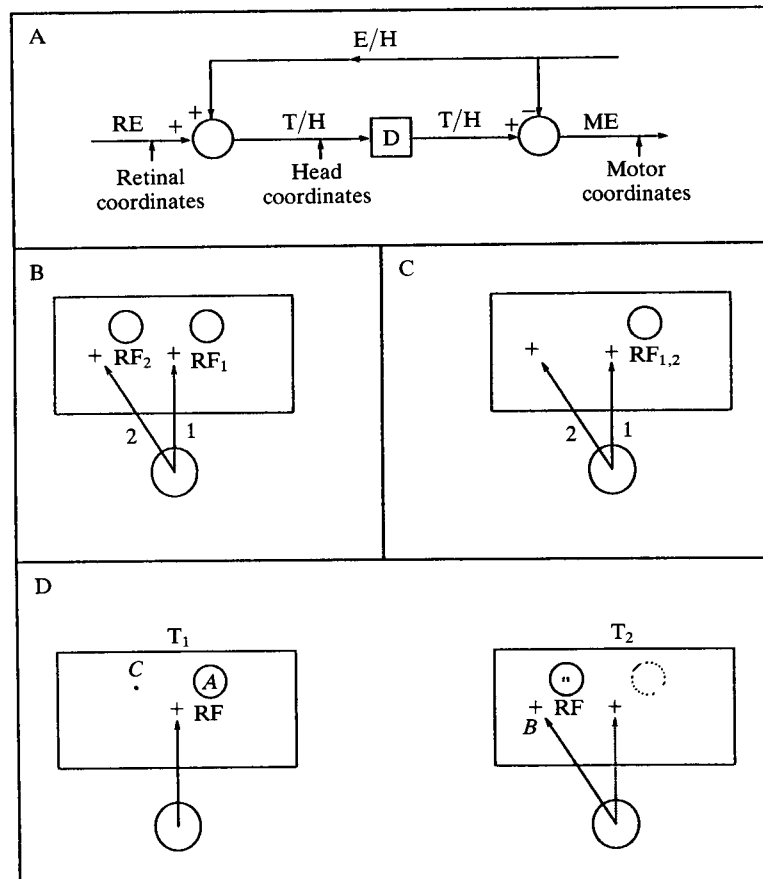 A
E/H
+
−
RE
+
+
T/H
D
T/H
+
ME
Retinal
coordinates
Head
coordinates
Motor
coordinates
B
+ RF₂ + RF₁
2 1
C
+ + RF₁,₂
2 1
D
T₁
C
A
+ RF
T₂
"
+ RF +
B